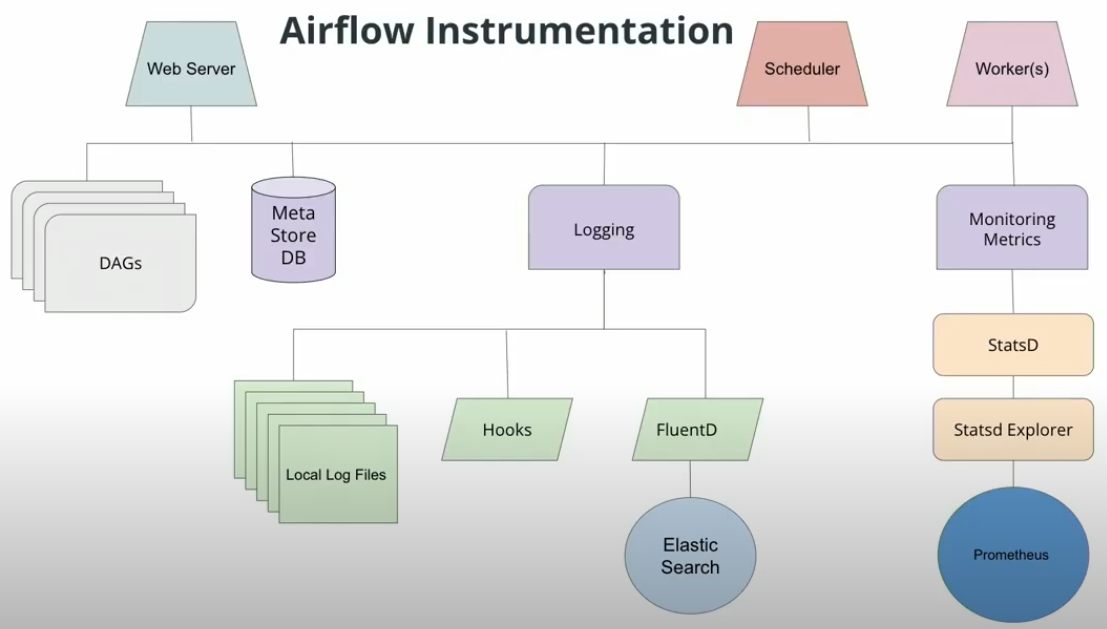 Airflow Instrumentation
Web Server
Scheduler
Worker(s)
DAGs
Meta
Store
DB
Logging
Monitoring
Metrics
StatsD
Local Log Files
Hooks
FluentD
Statsd Explorer
Elastic
Search
Prometheus